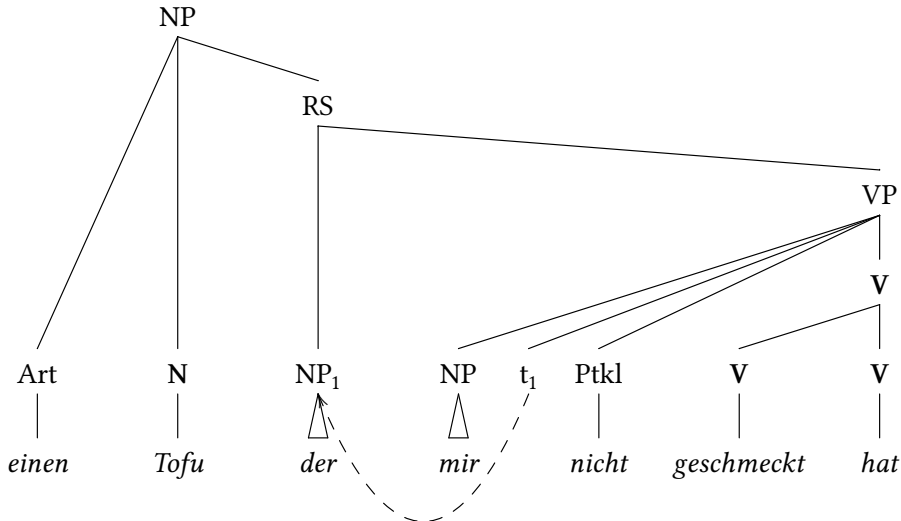 NP
RS
VP
V
Art N NP₁ NP t₁ Ptkl V V
einen Tofu der mir nicht geschmeckt hat